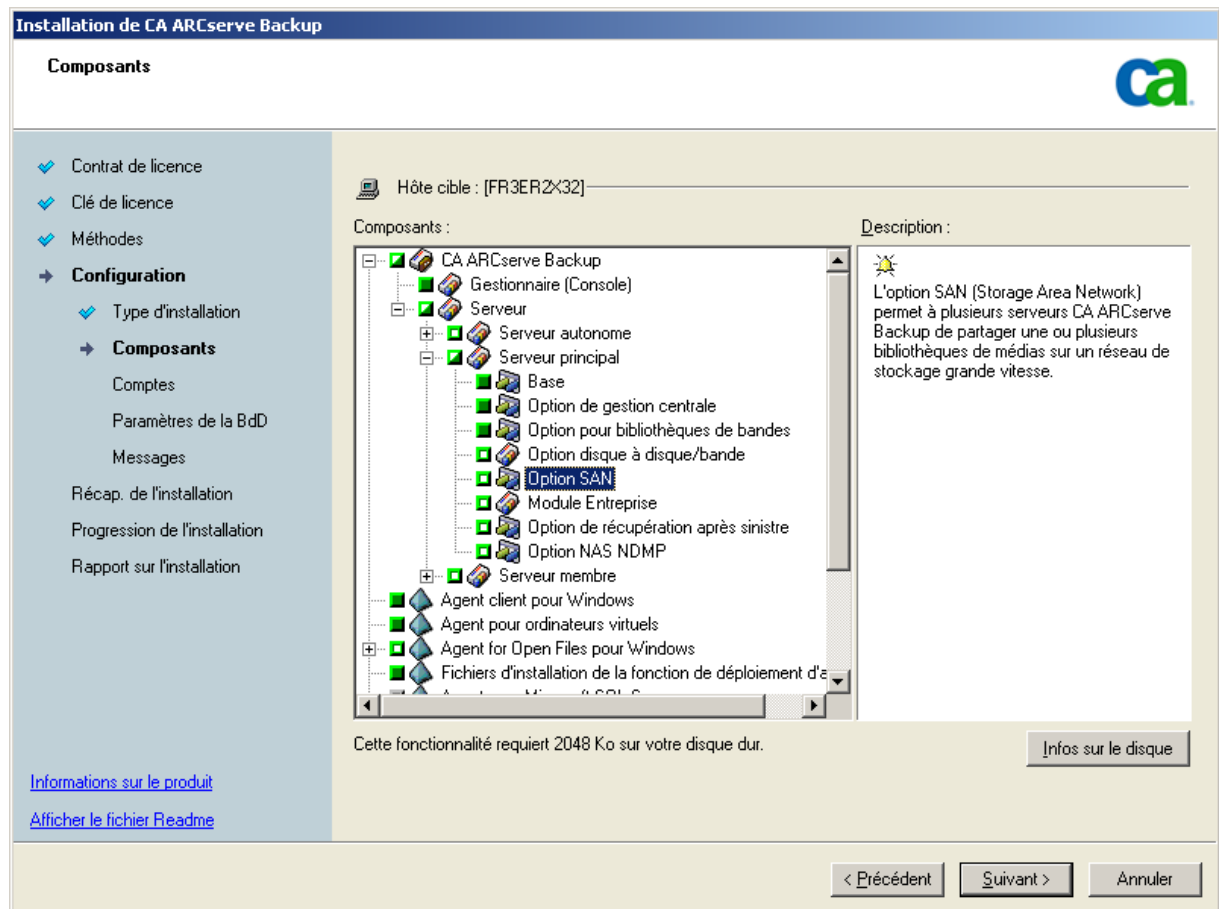 Installation de CA ARCserve Backup
Composants
ca
Contrat de licence
Clé de licence
Méthodes
Configuration
Type d'installation
Composants
Comptes
Paramètres de la BdD
Messages
Récap. de l'installation
Progression de l'installation
Rapport sur l'installation
Informations sur le produit
Afficher le fichier Readme
Hôte cible : [FR3ER2X32]
Composants :
CA ARCserve Backup
Gestionnaire (Console)
Serveur
Serveur autonome
Serveur principal
Base
Option de gestion centrale
Option pour bibliothèques de bandes
Option disque à disque/bande
Option SAN
Module Entreprise
Option de récupération après sinistre
Option NAS NDMP
Serveur membre
Agent client pour Windows
Agent pour ordinateurs virtuels
Agent for Open Files pour Windows
Fichiers d'installation de la fonction de déploiement d'a
Description :
L'option SAN (Storage Area Network)
permet à plusieurs serveurs CA ARCserve
Backup de partager une ou plusieurs
bibliothèques de médias sur un réseau de
stockage grande vitesse.
Cette fonctionnalité requiert 2048 Ko sur votre disque dur.
Infos sur le disque
< Précédent
Suivant >
Annuler